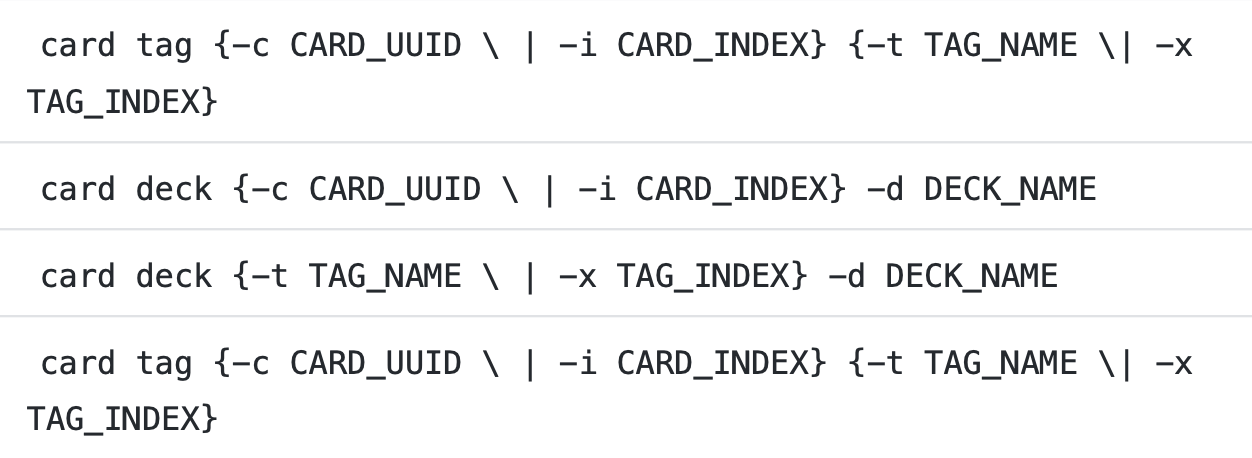 card tag {-c CARD_UUID \ | -i CARD_INDEX} {-t TAG_NAME \| -x
TAG_INDEX}
card deck {-c CARD_UUID \ | -i CARD_INDEX} -d DECK_NAME
card deck {-t TAG_NAME \ | -x TAG_INDEX} -d DECK_NAME
card tag {-c CARD_UUID \ | -i CARD_INDEX} {-t TAG_NAME \| -x
TAG_INDEX}